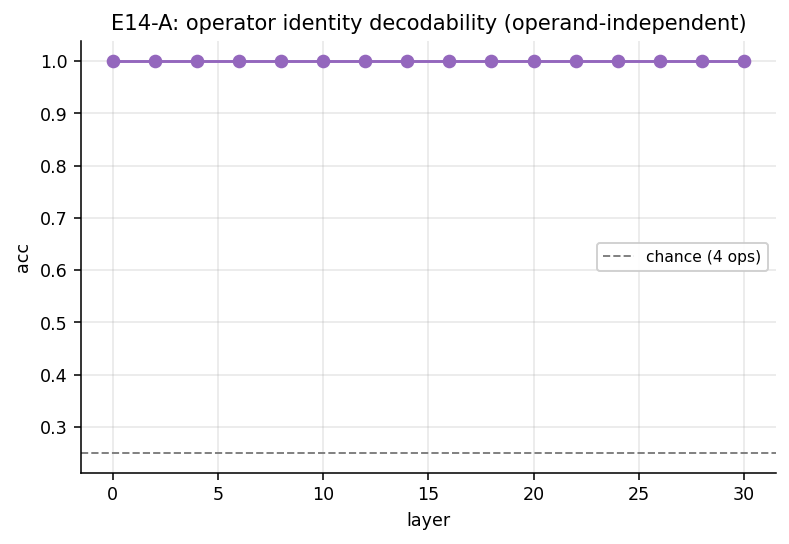 E14-A: operator identity decodability (operand-independent)
1.0
0.9
0.8
0.7
acc
chance (4 ops)
0.6
0.5
0.4
0.3
0 5 10 15 20 25 30
layer